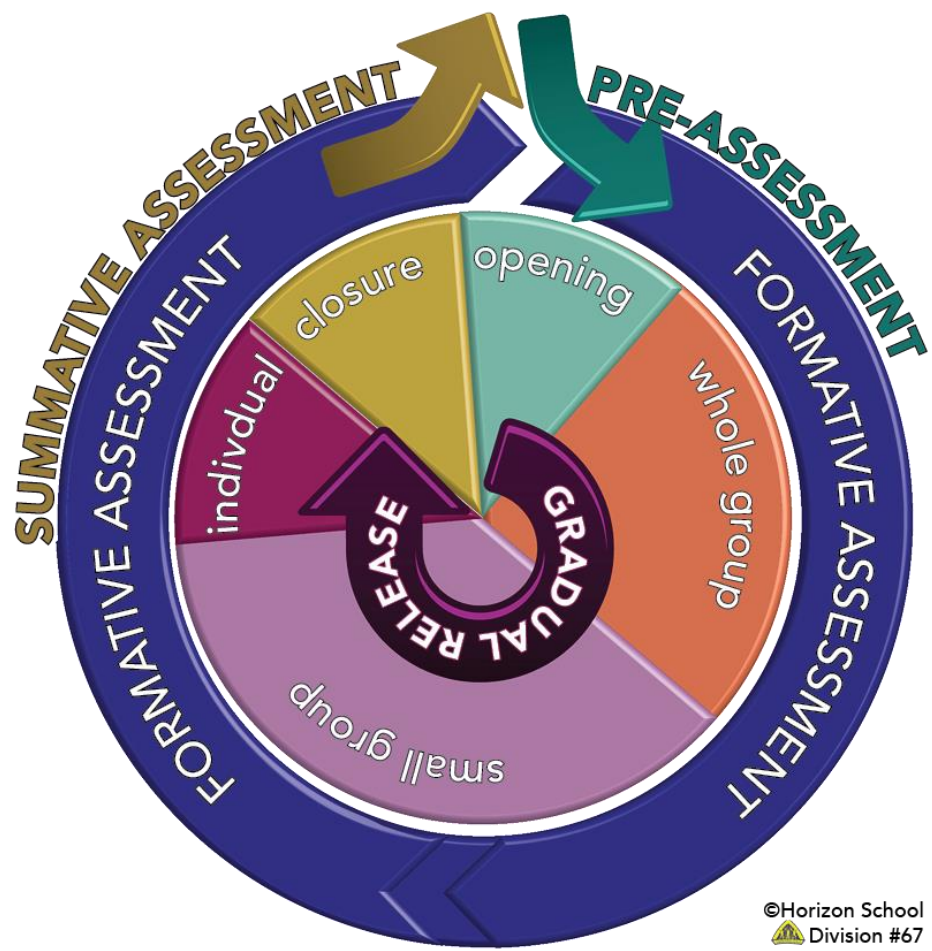 SUMMATIVE ASSESSMENT
PRE-ASSESSMENT
FORMATIVE ASSESSMENT
FORMATIVE ASSESSMENT
closure
opening
indivdual
whole group
GRADUAL RELEASE
small group
©Horizon School
Division #67